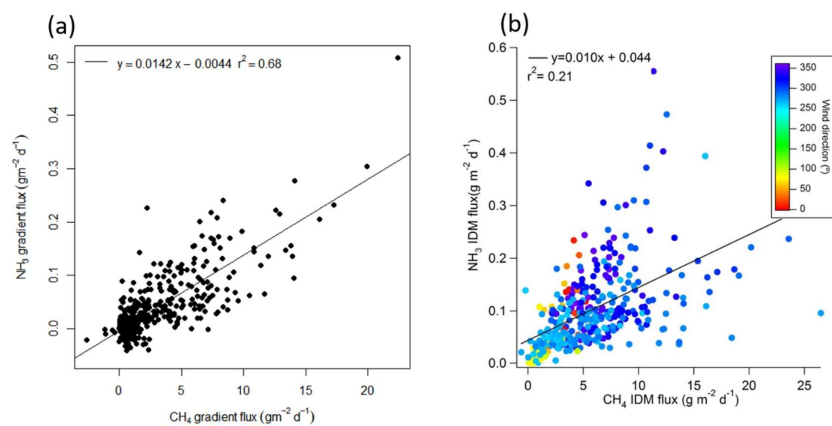 (a)
y = 0.0142 x − 0.0044 r² = 0.68
0.5
0.4
0.3
0.2
0.1
0.0
NH₃ gradient flux (gm⁻² d⁻¹)
0 5 10 15 20
CH₄ gradient flux (gm⁻² d⁻¹)
(b)
y=0.010x + 0.044
r²= 0.21
0.6
0.5
0.4
0.3
0.2
0.1
0.0
NH₃ IDM flux(g m⁻² d⁻¹)
0 5 10 15 20 25
CH₄ IDM flux (g m⁻² d⁻¹)
350
300
250
200
150
100
50
0
Wind direction (º)